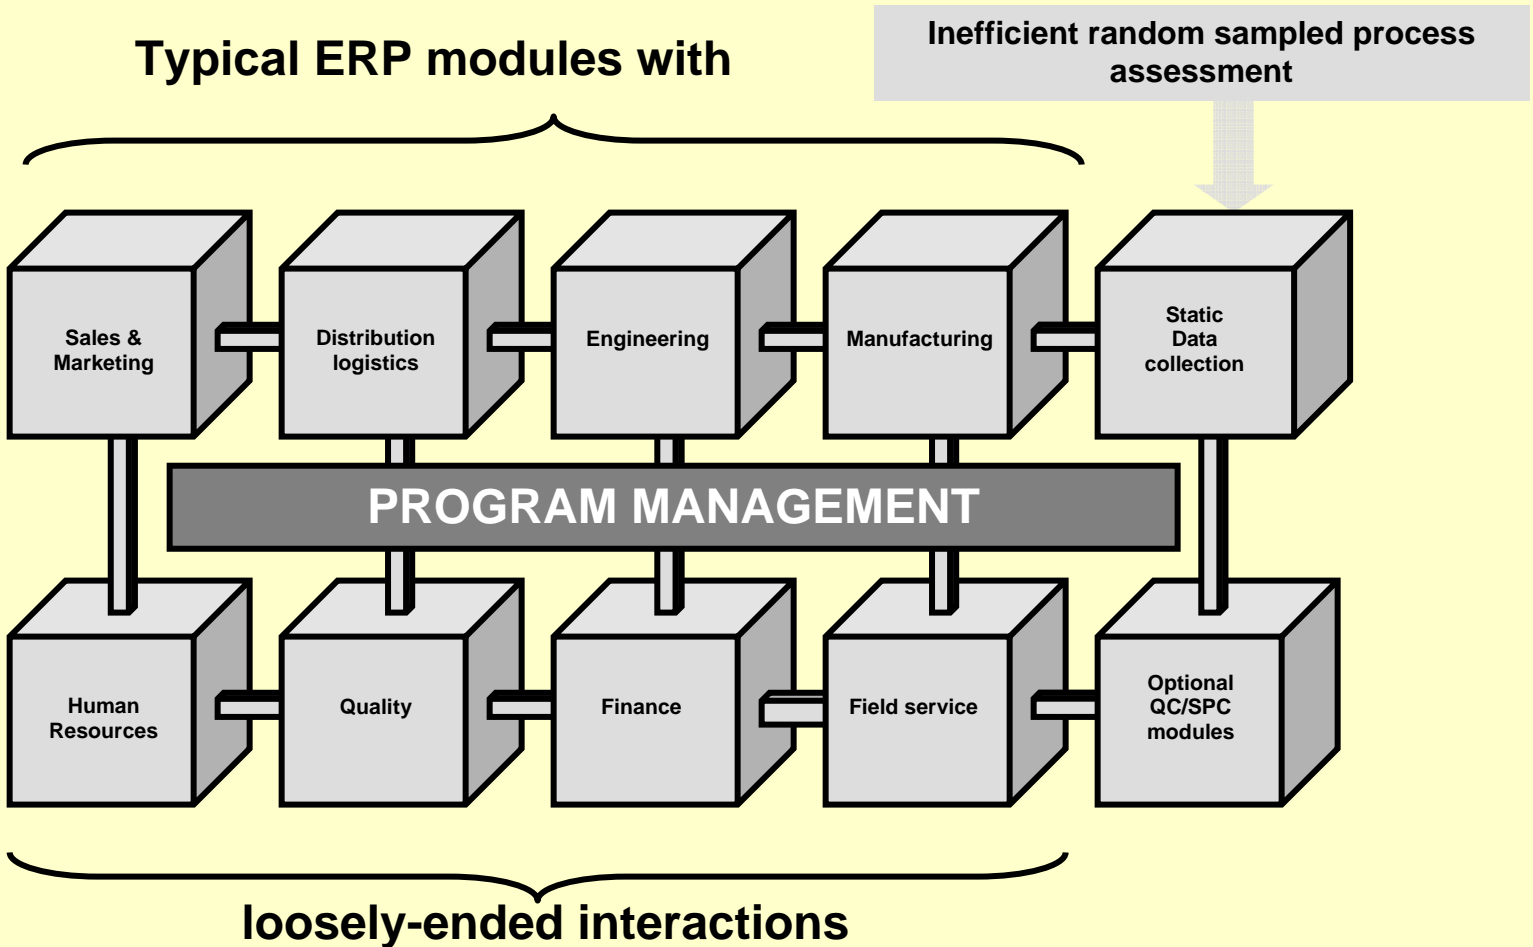 Typical ERP modules with
Inefficient random sampled process
assessment
Sales &
Marketing
Distribution
logistics
Engineering
Manufacturing
Static
Data
collection
PROGRAM MANAGEMENT
Human
Resources
Quality
Finance
Field service
Optional
QC/SPC
modules
loosely-ended interactions